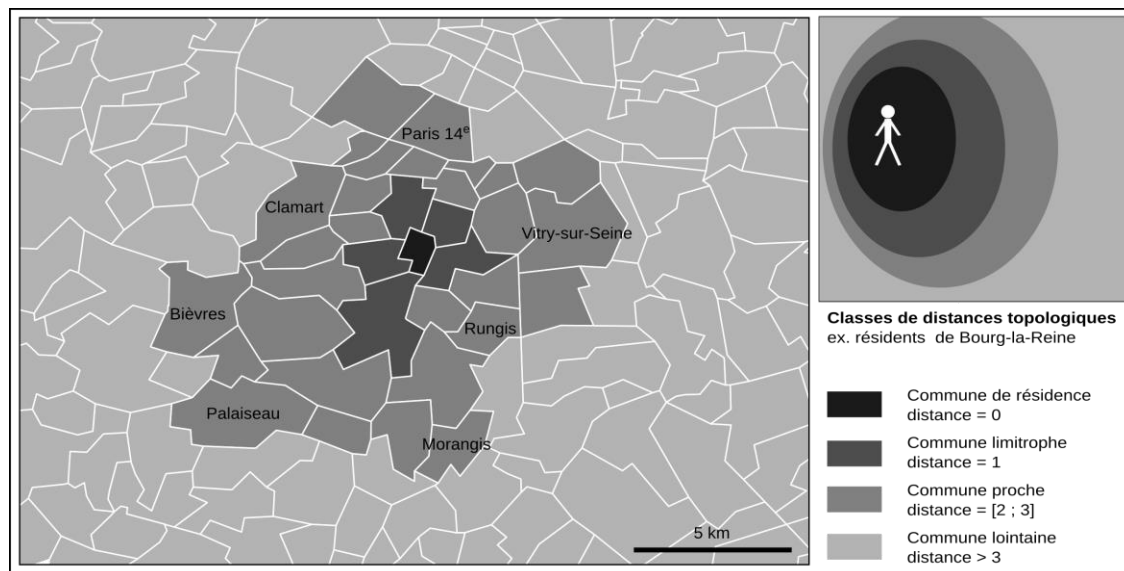 Paris 14e
Clamart
Vitry-sur-Seine
Bièvres
Rungis
Palaiseau
Morangis
5 km
Classes de distances topologiques
ex. résidents de Bourg-la-Reine
Commune de résidence
distance = 0
Commune limitrophe
distance = 1
Commune proche
distance = [2 ; 3]
Commune lointaine
distance > 3